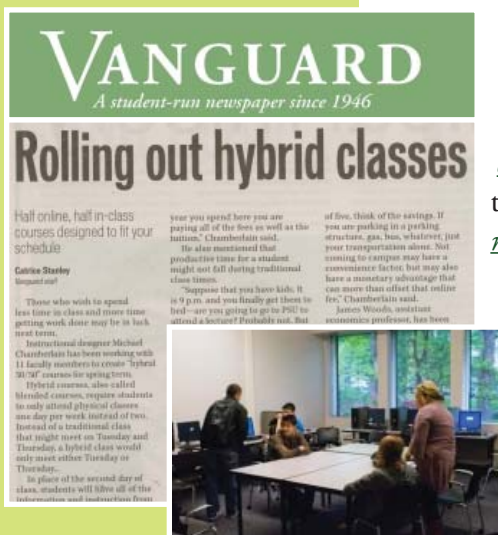 VANGUARD
A student-run newspaper since 1946
Rolling out hybrid classes
Half online, half in-class
courses designed to fit your
schedule
Catrice Stanley
Vanguard staff
Those who wish to spend
less time in class and more time
getting work done may be in luck
next term.
Instructional designer Michael
Chamberlain has been working with
11 faculty members to create "hybrid
50/50" courses for spring term.
Hybrid courses, also called
blended courses, require students
to only attend physical classes
one day per week instead of two.
Instead of a traditional class
that might meet on Tuesday and
Thursday, a hybrid class would
only meet either Tuesday or
Thursday.
In place of the second day of
class, students will have all of the
information and instruction from
year you spend here you are
paying all of the fees as well as the
tuition," Chamberlain said.
He also mentioned that
productive time for a student
might not fall during traditional
class times.
"Suppose that you have kids. It
is 9 p.m. and you finally get them to
bed—are you going to go to PSU to
attend a lecture? Probably not. But
of five, think of the savings. If
you are parking in a parking
structure, gas, bus, whatever, just
your transportation alone. Not
coming to campus may have a
convenience factor, but may also
have a monetary advantage that
can more than offset that online
fee," Chamberlain said.
James Woods, assistant
economics professor, has been